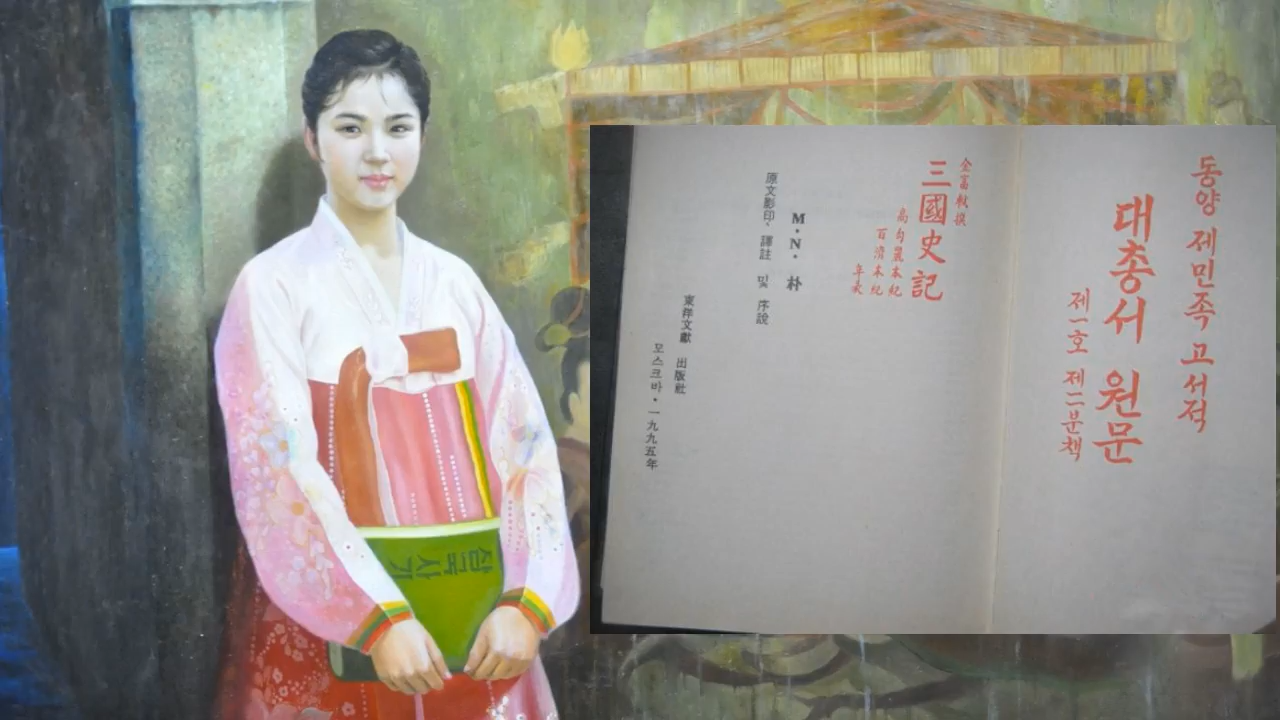 삼국사기
동양 제민족 고서적
대총서 원문
제一호 제二분책
金富軾撰
三國史記
高句麗本紀
百濟本紀
年表
M·N· 朴
原文影印、譯註 및 序說
東洋文獻 出版社
모스크바·一九九五年